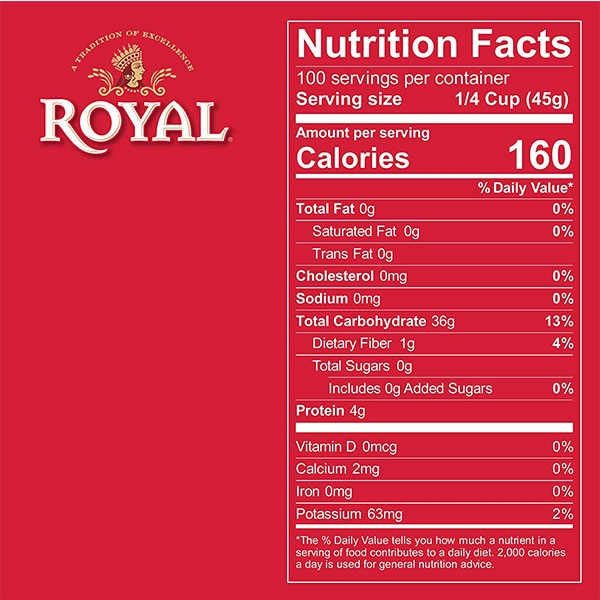 A TRADITION OF EXCELLENCE
ROYAL®
Nutrition Facts
100 servings per container
Serving size 1/4 Cup (45g)
Amount per serving
Calories 160
% Daily Value*
Total Fat 0g 0%
Saturated Fat 0g 0%
Trans Fat 0g
Cholesterol 0mg 0%
Sodium 0mg 0%
Total Carbohydrate 36g 13%
Dietary Fiber 1g 4%
Total Sugars 0g
Includes 0g Added Sugars 0%
Protein 4g
Vitamin D 0mcg 0%
Calcium 2mg 0%
Iron 0mg 0%
Potassium 63mg 2%
*The % Daily Value tells you how much a nutrient in a
serving of food contributes to a daily diet. 2,000 calories
a day is used for general nutrition advice.